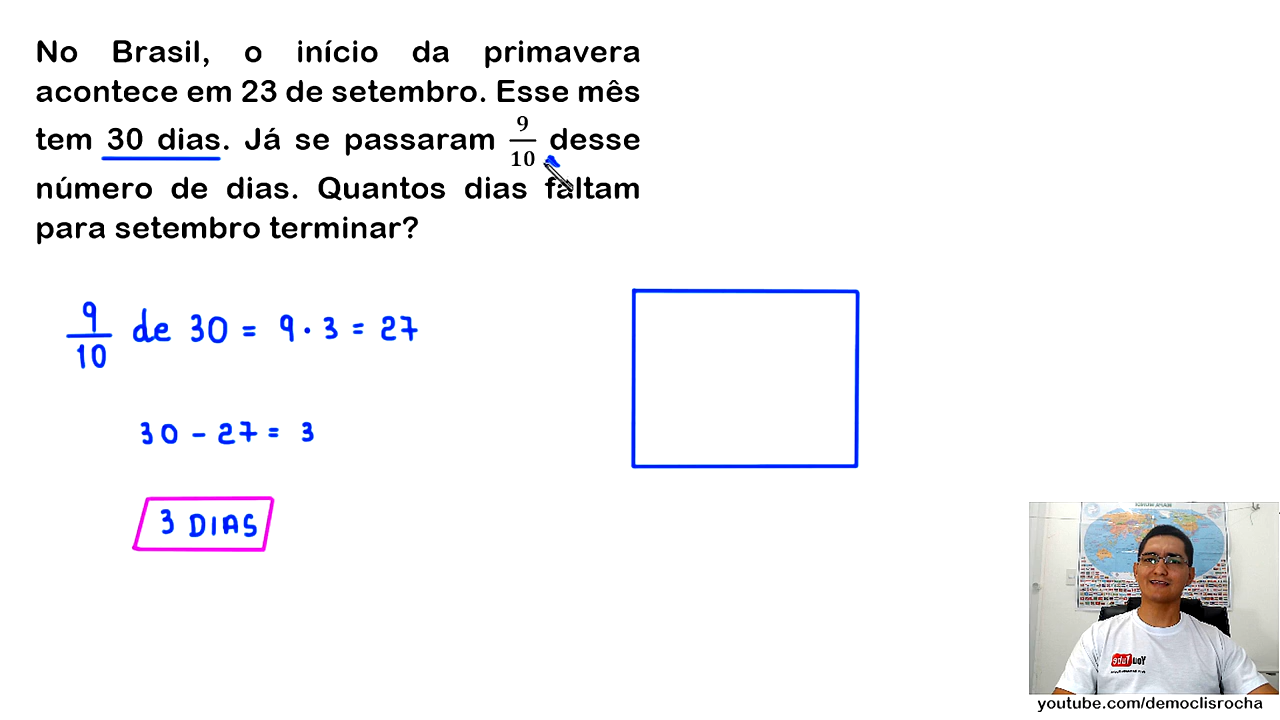 No Brasil, o início da primavera
acontece em 23 de setembro. Esse mês
tem 30 dias. Já se passaram 9/10 desse
número de dias. Quantos dias faltam
para setembro terminar?
9/10 de 30 = 9 · 3 = 27
30 - 27 = 3
3 DIAS
YouTube edu
youtube.com/democlisrocha